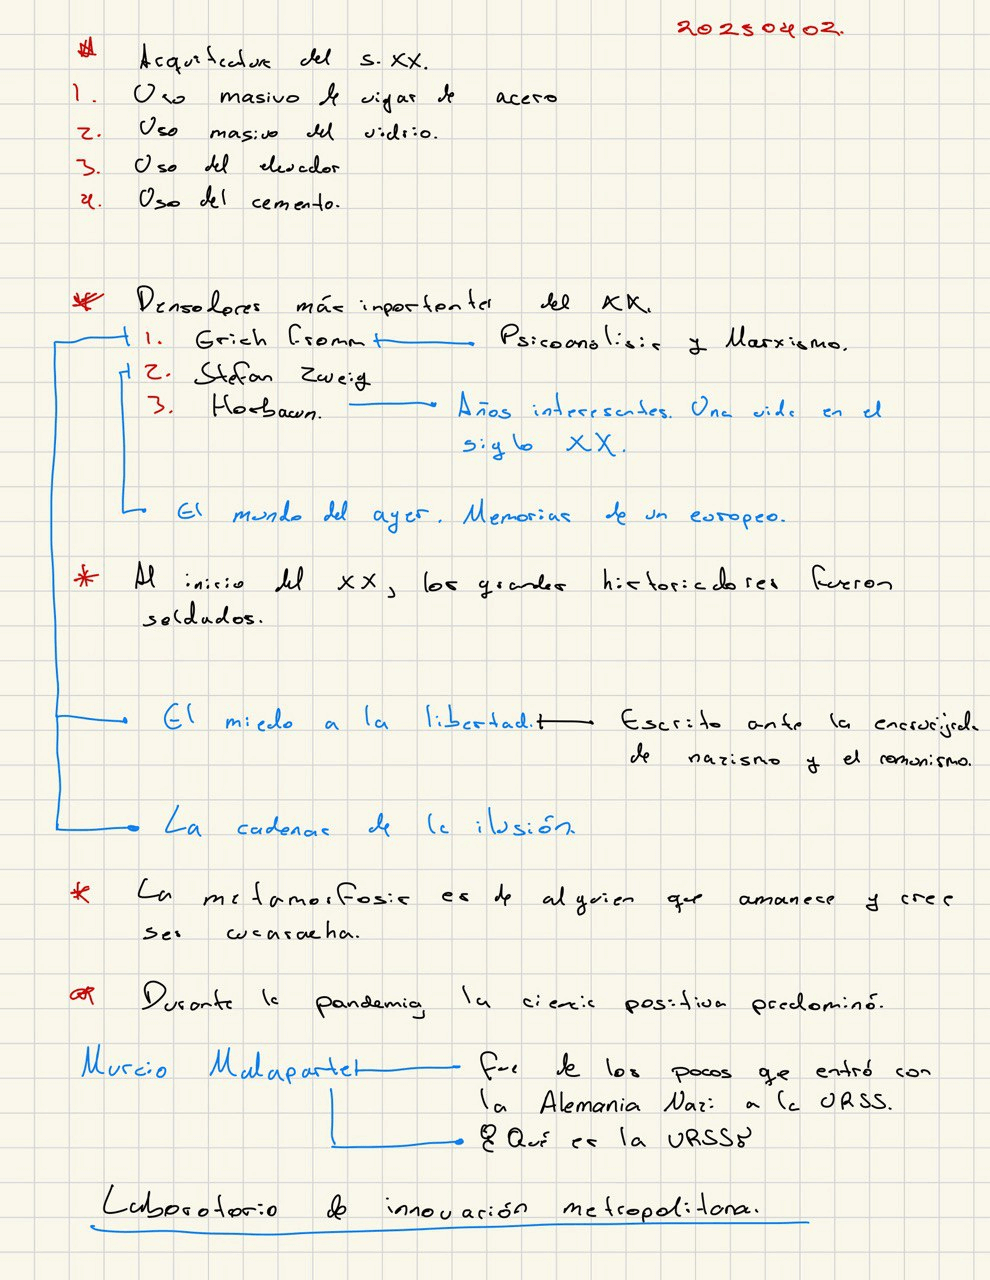 20250402.
* Arquitectura del s. XX.
1. Uso masivo de vigas de acero
2. Uso masivo del vidrio.
3. Uso del elevador
4. Uso del cemento.
* Pensadores más inportantes del XX.
1. Erich Fromm Psicoanálisis y Marxismo.
2. Stefan Zweig
3. Hosbawn. Años interesantes. Una vida en el
siglo XX.
El mundo del ayer. Memorias de un europeo.
* Al inicio del XX, los grandes historiadores fueron
soldados.
El miedo a la libertad. Escrito ante la encrucijada
de nazismo y el comunismo.
La cadenas de la ilusión.
* La metamorfosis es de alguien que amanece y cree
ser cucaracha.
* Durante la pandemia, la ciencia positiva predominó.
Murcio Malaparte Fue de los pocos que entró con
la Alemania Nazi a la URSS.
¿Qué es la URSS?
Laboratorio de innovación metropolitana.